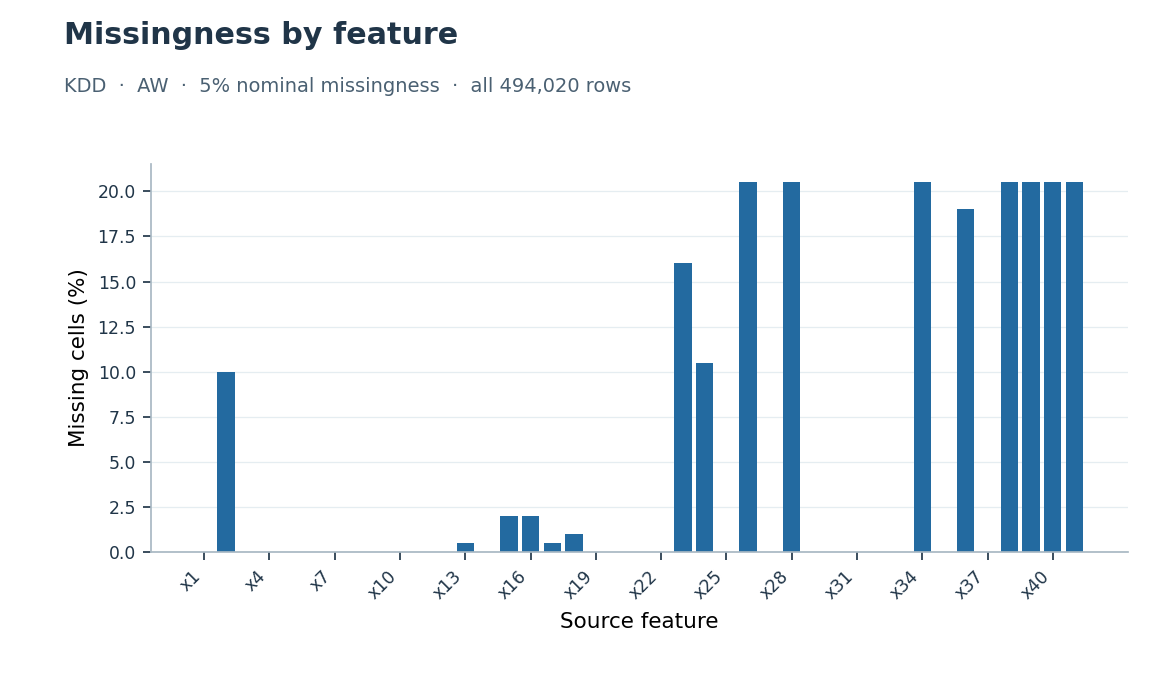 Missingness by feature
KDD · AW · 5% nominal missingness · all 494,020 rows
Missing cells (%)
20.0
17.5
15.0
12.5
10.0
7.5
5.0
2.5
0.0
x1 x4 x7 x10 x13 x16 x19 x22 x25 x28 x31 x34 x37 x40
Source feature